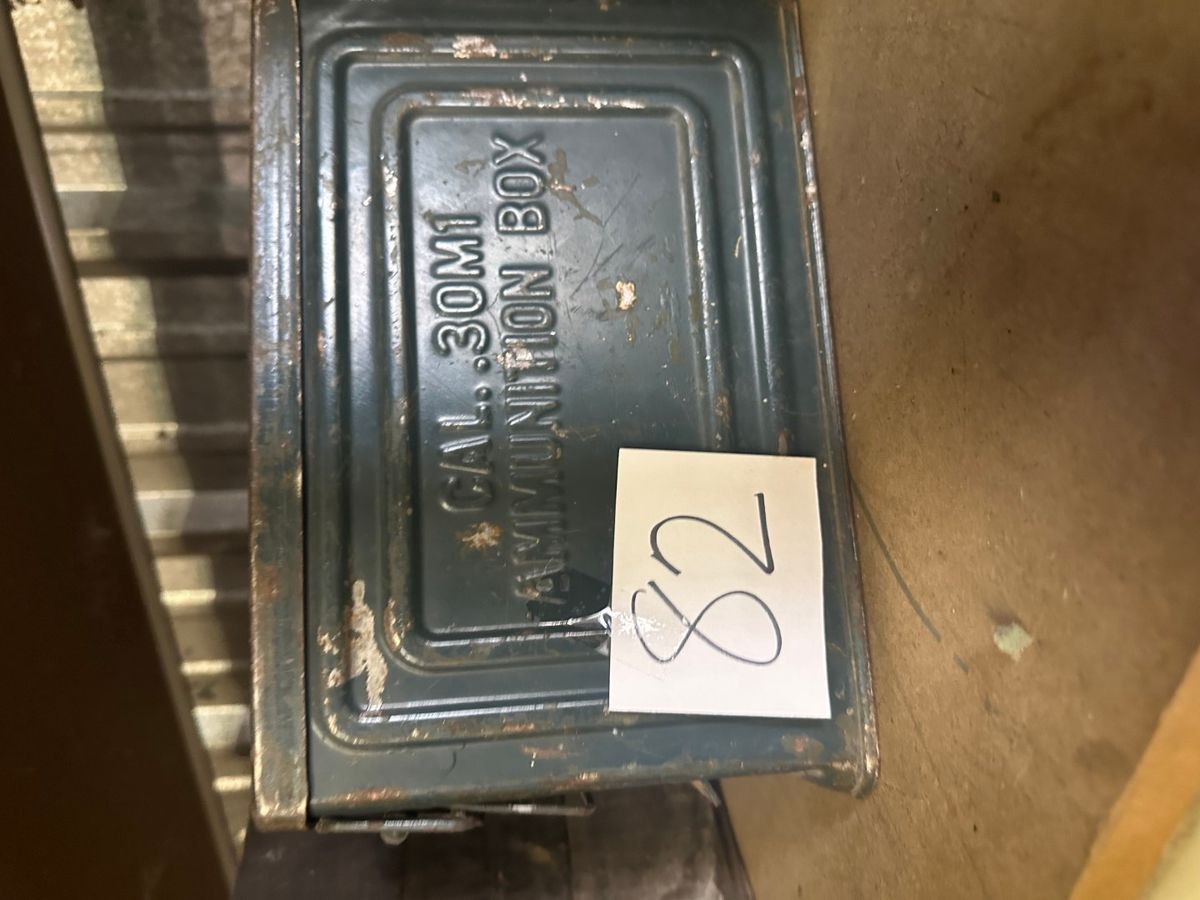 CAL. .30M1
AMMUNITION BOX
82